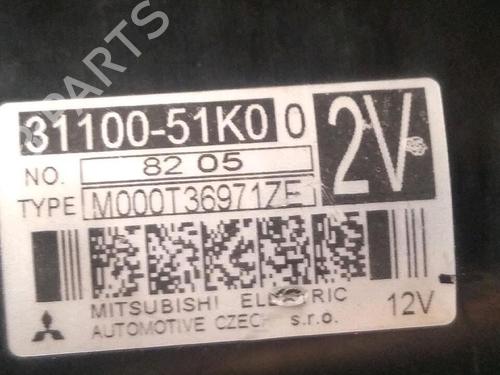 PARTS
31100-51K0 0
2V
NO. 82 05
TYPE M000T36971ZE
MITSUBISHI ELECTRIC
AUTOMOTIVE CZECH s.r.o.
12V